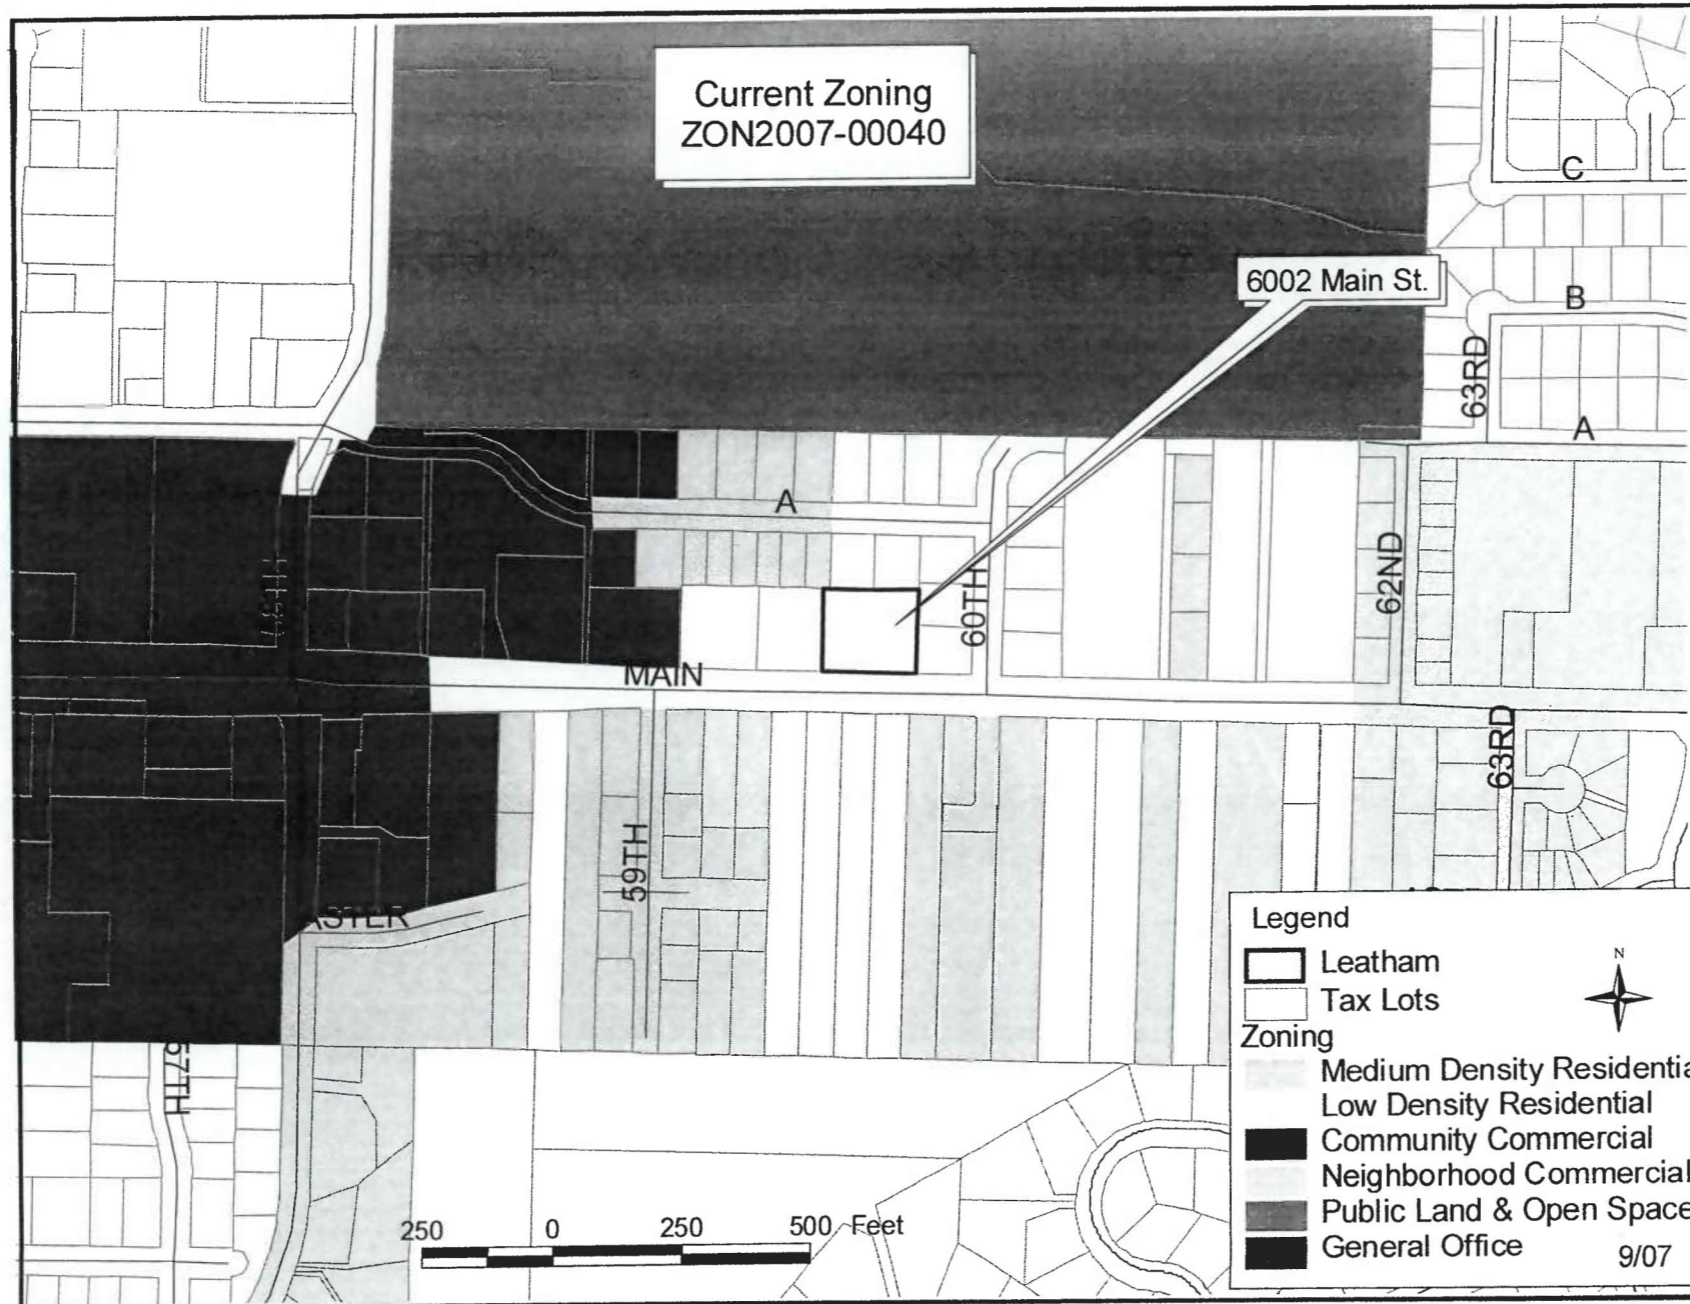 Current Zoning
ZON2007-00040
C
6002 Main St.
B
63RD
A
A
60TH
62ND
MAIN
63RD
59TH
ASTER
57TH
Legend
Leatham
Tax Lots
N
Zoning
Medium Density Residentia
Low Density Residential
Community Commercial
Neighborhood Commercial
Public Land & Open Space
General Office
9/07
250 0 250 500 Feet